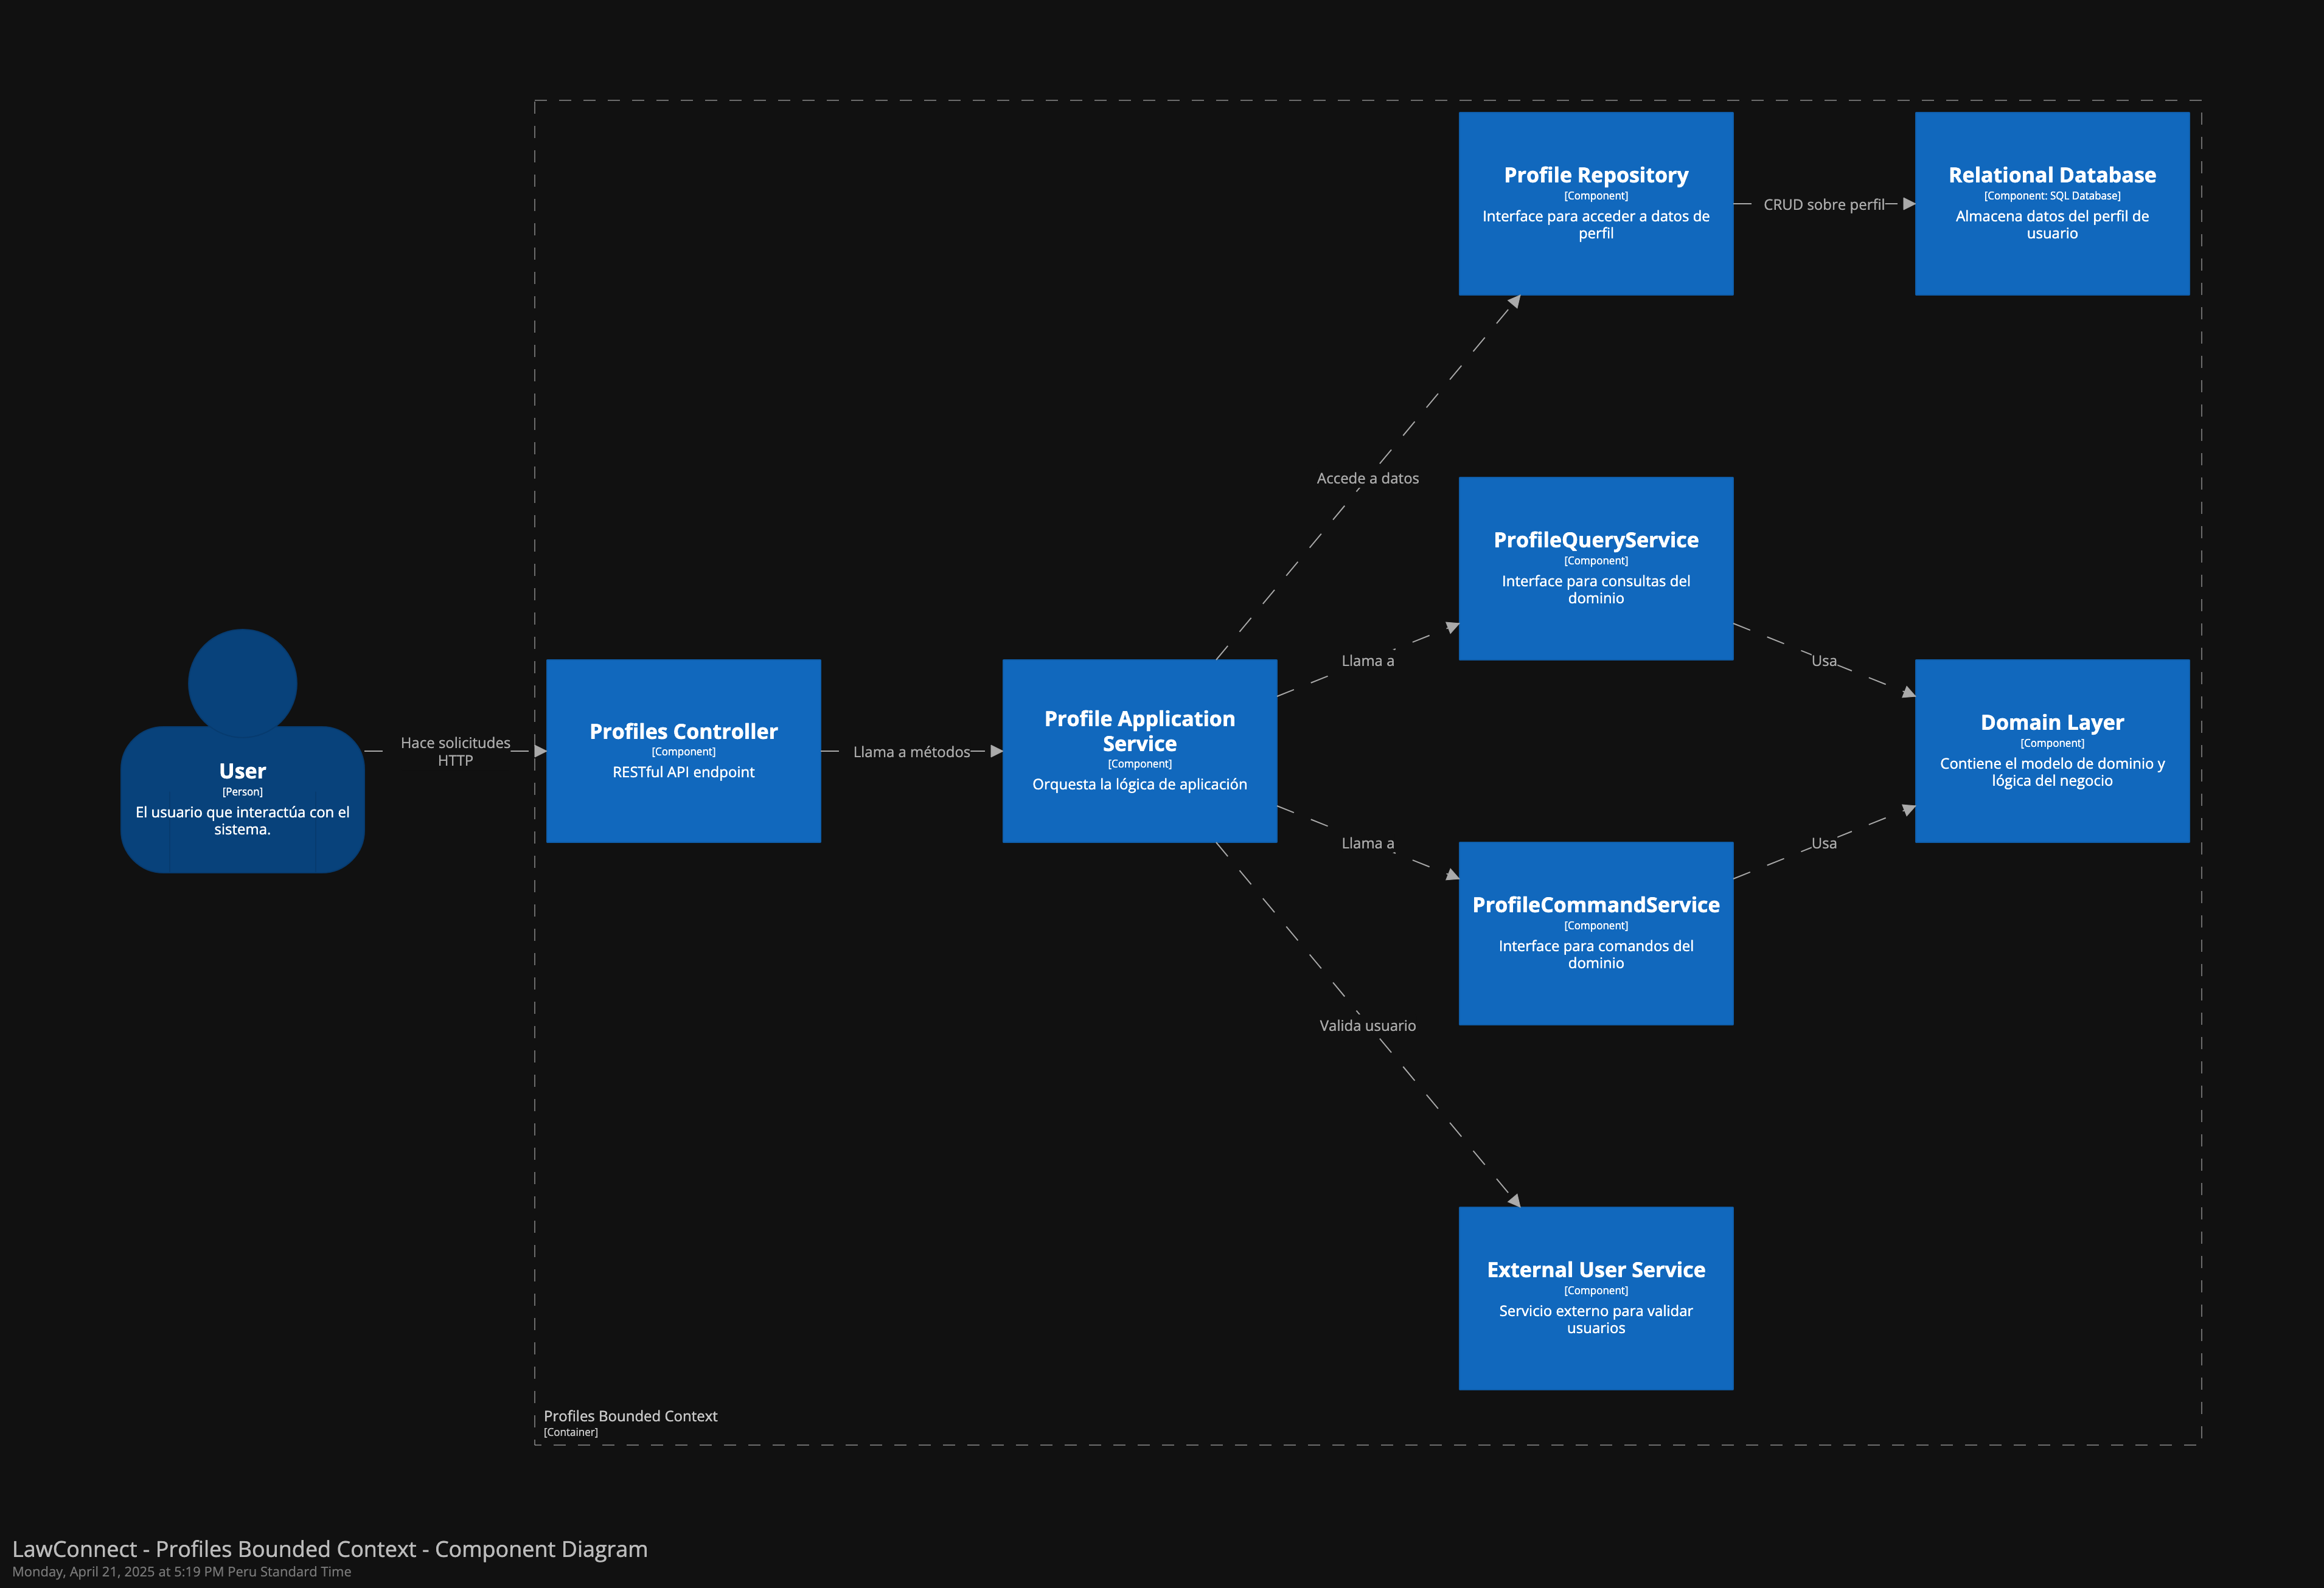 Profile Repository
[Component]
Interface para acceder a datos de
perfil
CRUD sobre perfil
Relational Database
[Component: SQL Database]
Almacena datos del perfil de
usuario
Accede a datos
ProfileQueryService
[Component]
Interface para consultas del
dominio
Llama a
Usa
User
[Person]
El usuario que interactúa con el
sistema.
Hace solicitudes
HTTP
Profiles Controller
[Component]
RESTful API endpoint
Llama a métodos
Profile Application
Service
[Component]
Orquesta la lógica de aplicación
Domain Layer
[Component]
Contiene el modelo de dominio y
lógica del negocio
Llama a
Usa
ProfileCommandService
[Component]
Interface para comandos del
dominio
Valida usuario
External User Service
[Component]
Servicio externo para validar
usuarios
Profiles Bounded Context
[Container]
LawConnect - Profiles Bounded Context - Component Diagram
Monday, April 21, 2025 at 5:19 PM Peru Standard Time